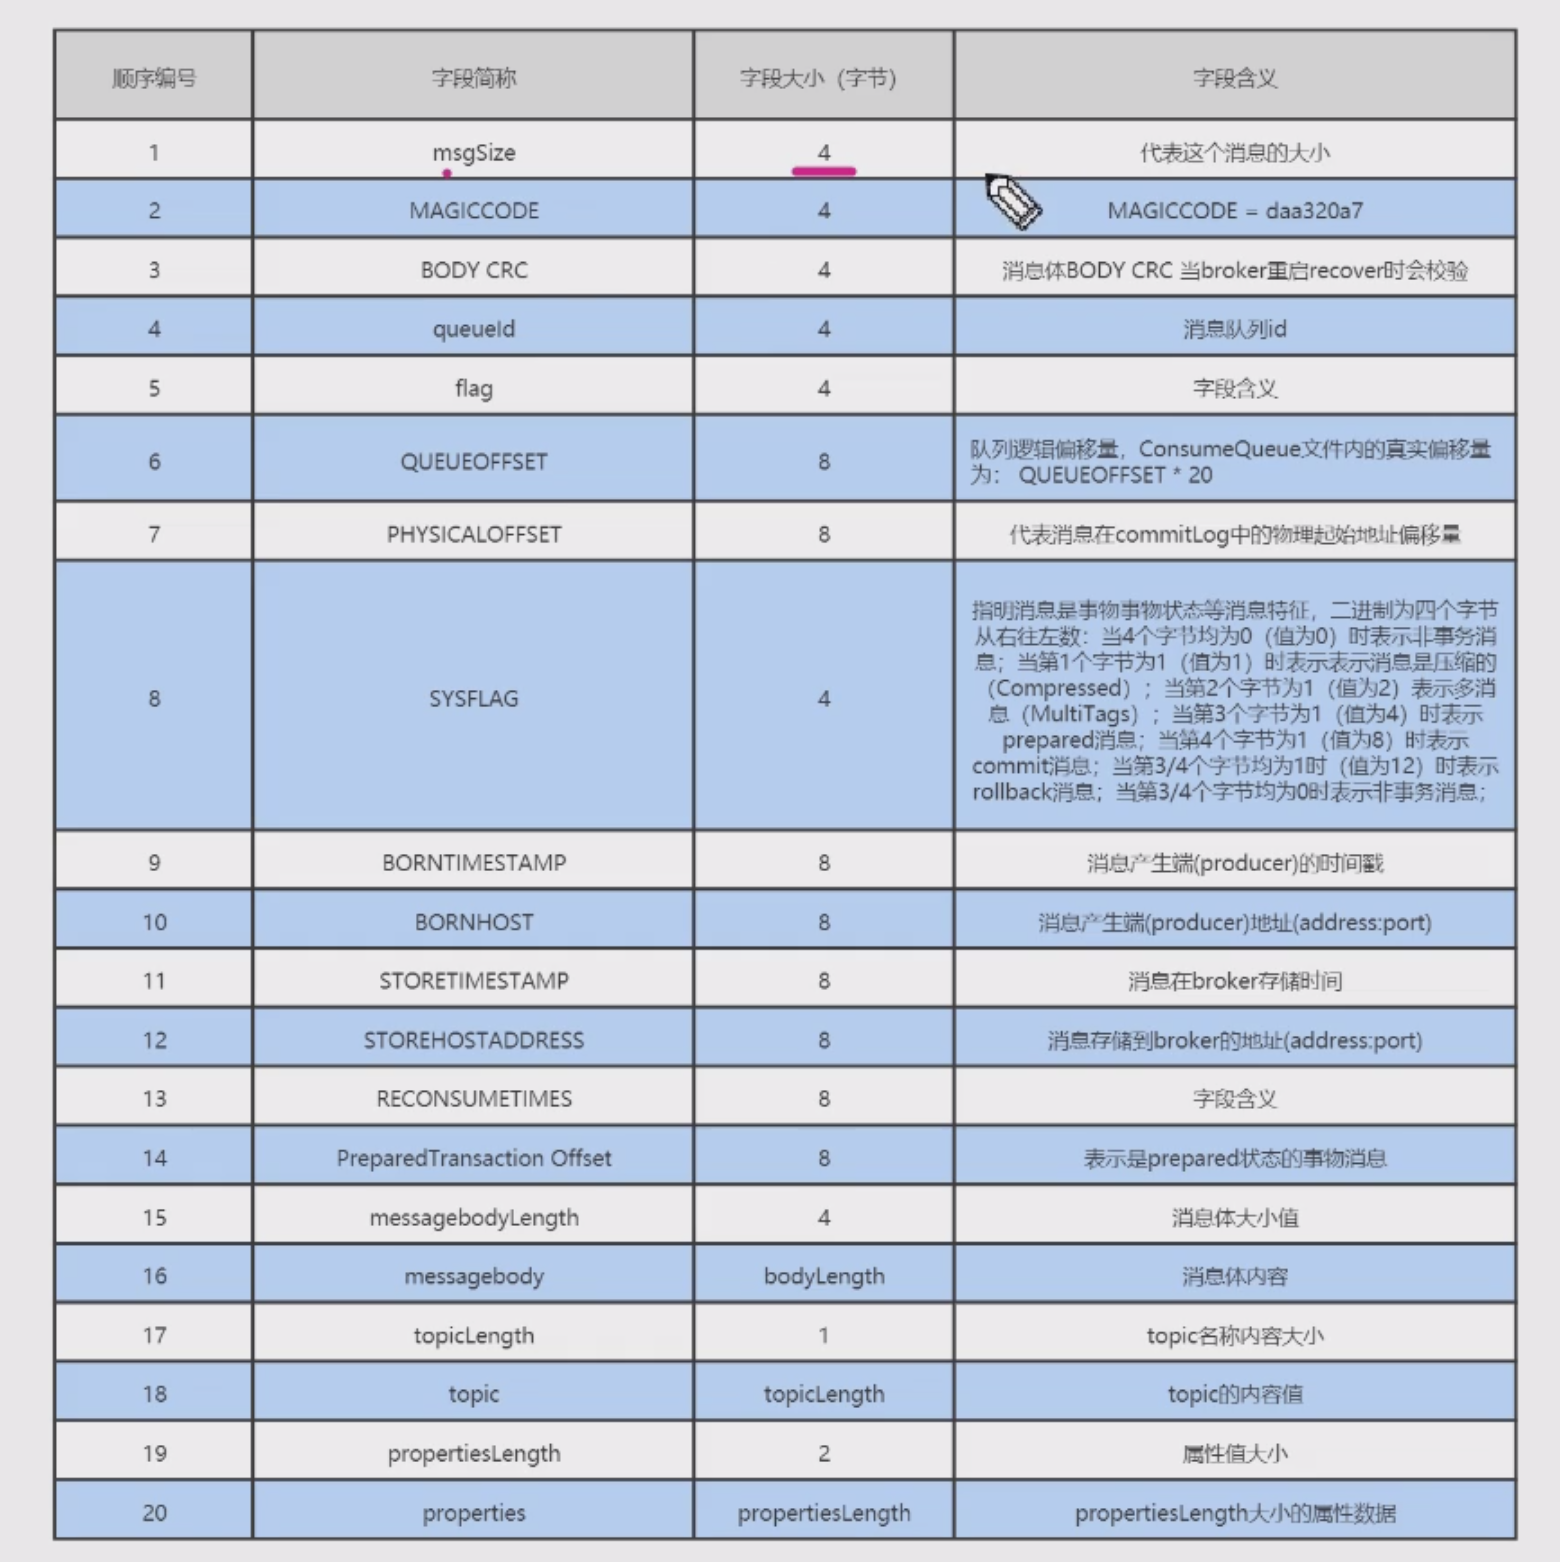 顺序编号 字段简称 字段大小（字节） 字段含义
1 msgSize 4 代表这个消息的大小
2 MAGICCODE 4 MAGICCODE = daa320a7
3 BODY CRC 4 消息体BODY CRC 当broker重启recover时会校验
4 queueId 4 消息队列id
5 flag 4 字段含义
6 QUEUEOFFSET 8 队列逻辑偏移量，ConsumeQueue文件内的真实偏移量
为： QUEUEOFFSET * 20
7 PHYSICALOFFSET 8 代表消息在commitLog中的物理起始地址偏移量
8 SYSFLAG 4 指明消息是事物事物状态等消息特征，二进制为四个字节
从右往左数：当4个字节均为0（值为0）时表示非事务消
息；当第1个字节为1（值为1）时表示表示消息是压缩的
（Compressed）；当第2个字节为1（值为2）表示多消
息（MultiTags）；当第3个字节为1（值为4）时表示
prepared消息；当第4个字节为1（值为8）时表示
commit消息；当第3/4个字节均为1时（值为12）时表示
rollback消息；当第3/4个字节均为0时表示非事务消息；
9 BORNTIMESTAMP 8 消息产生端(producer)的时间戳
10 BORNHOST 8 消息产生端(producer)地址(address:port)
11 STORETIMESTAMP 8 消息在broker存储时间
12 STOREHOSTADDRESS 8 消息存储到broker的地址(address:port)
13 RECONSUMETIMES 8 字段含义
14 PreparedTransaction Offset 8 表示是prepared状态的事物消息
15 messagebodyLength 4 消息体大小值
16 messagebody bodyLength 消息体内容
17 topicLength 1 topic名称内容大小
18 topic topicLength topic的内容值
19 propertiesLength 2 属性值大小
20 properties propertiesLength propertiesLength大小的属性数据